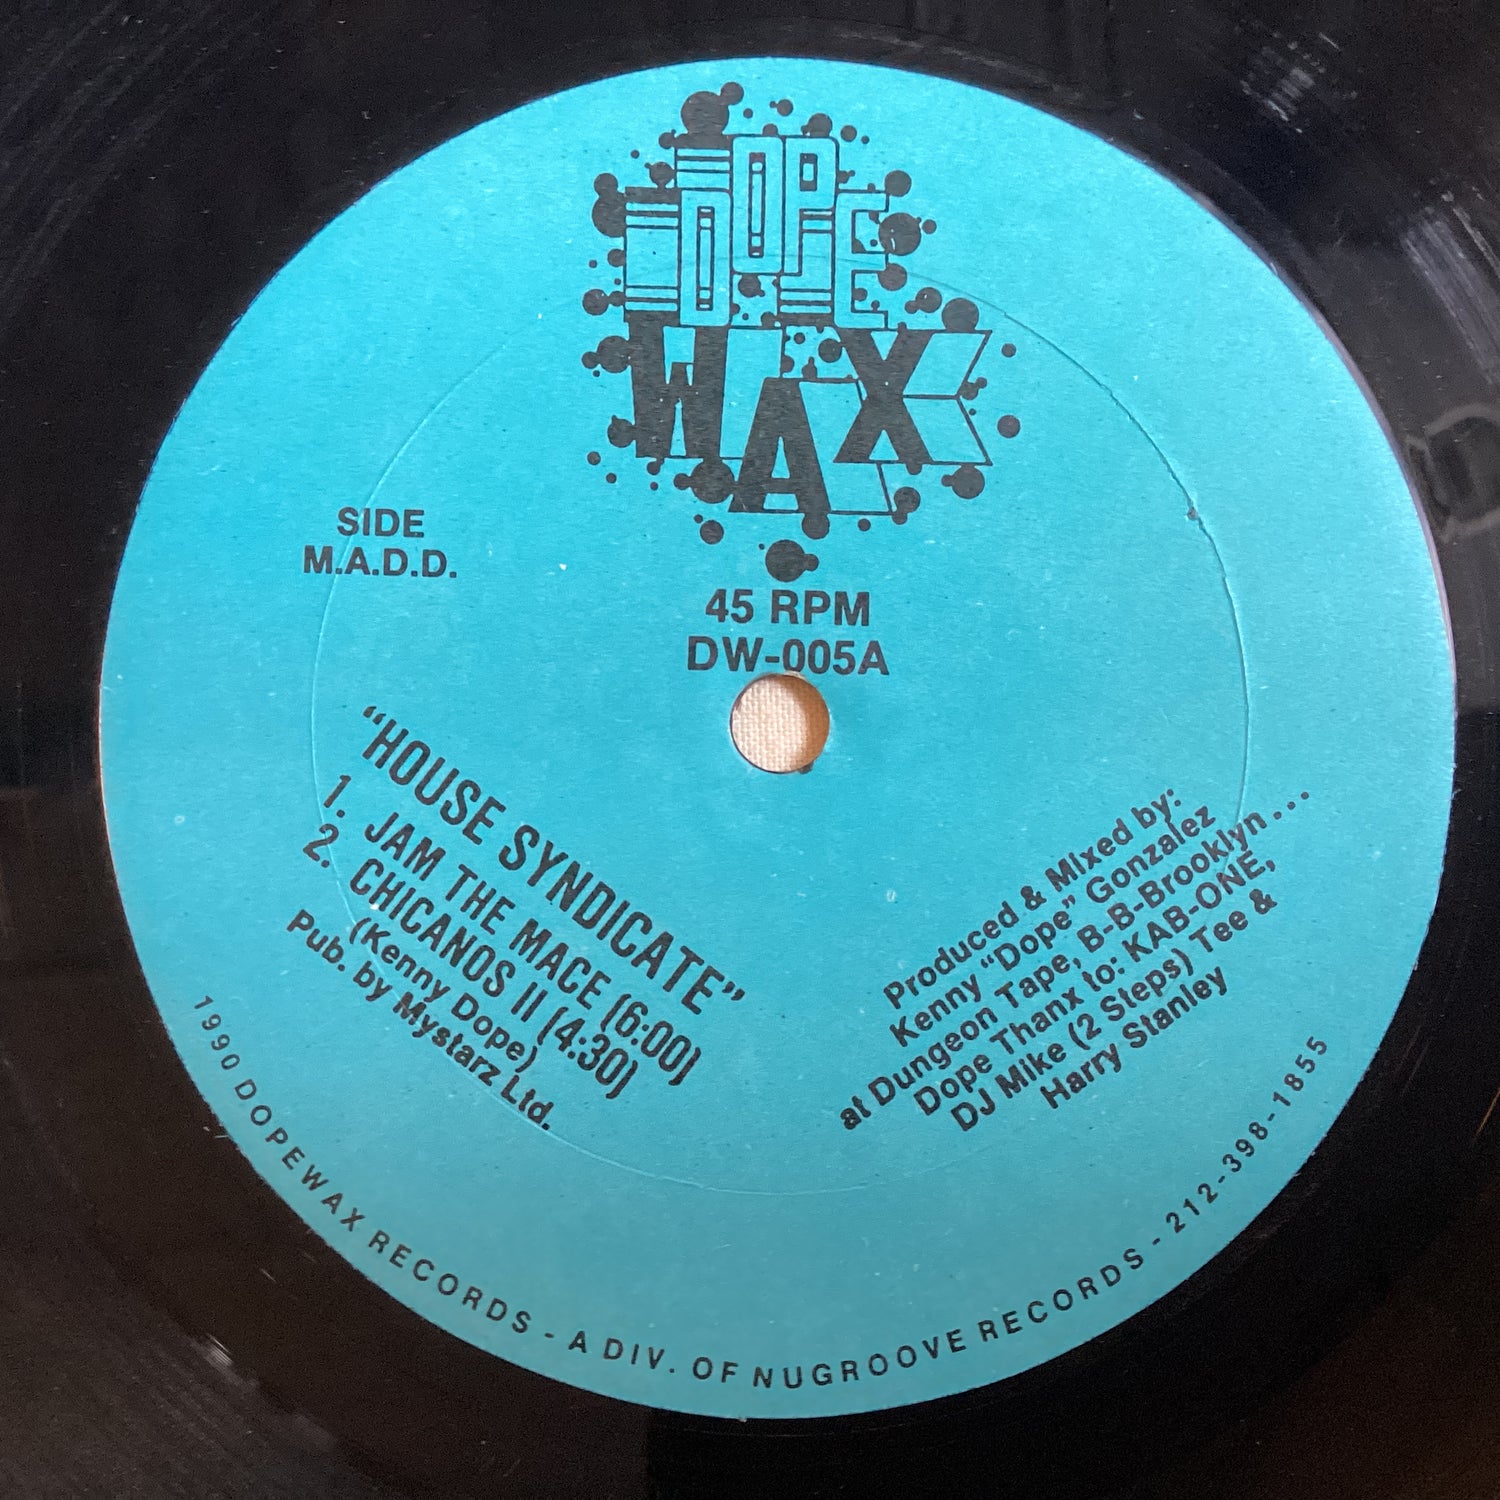 DOPE
WAX
SIDE
M.A.D.D.
45 RPM
DW-005A
“HOUSE SYNDICATE”
1. JAM THE MACE (6:00)
2. CHICANOS II (4:30)
(Kenny Dope)
Pub. by Mystarz Ltd.
Produced & Mixed by:
Kenny “Dope” Gonzalez
at Dungeon Tape, B-B-Brooklyn...
Dope Thanx to: KAB-ONE,
DJ Mike (2 Steps) Tee &
Harry Stanley
1990 DOPEWAX RECORDS - A DIV. OF NUGROOVE RECORDS - 212-398-1855